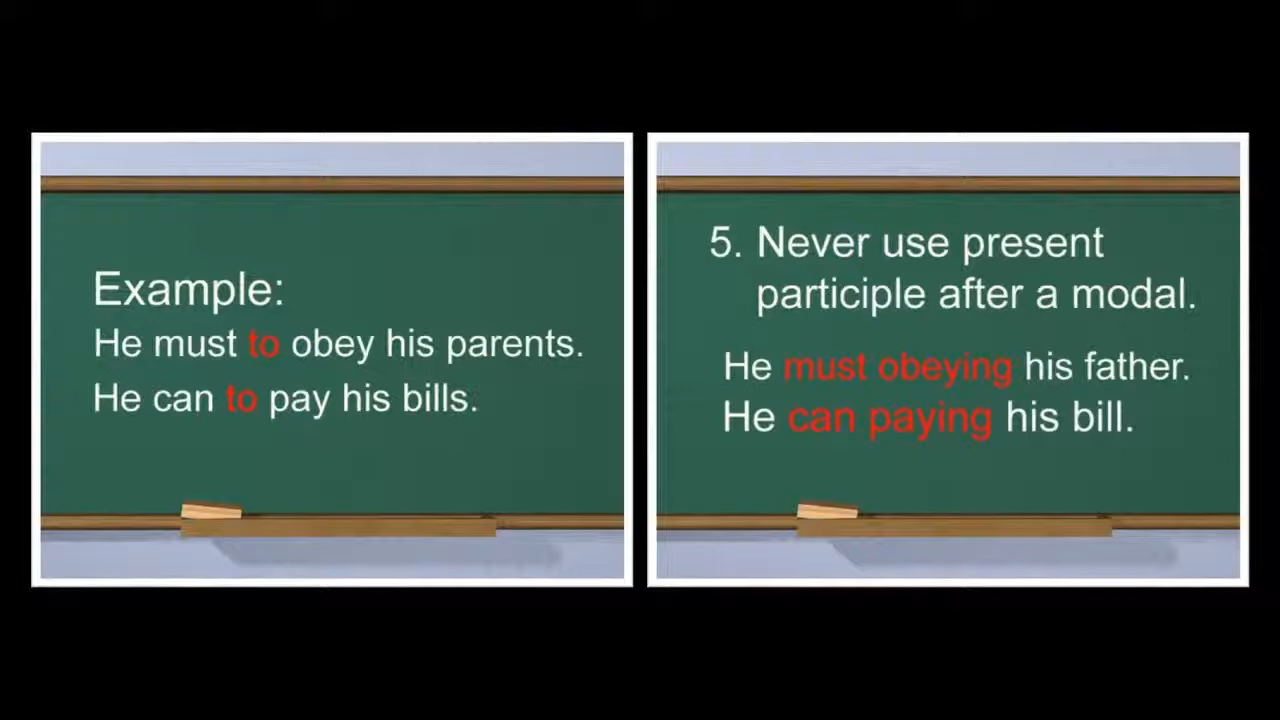 Example:
He must to obey his parents.
He can to pay his bills.
5. Never use present
participle after a modal.
He must obeying his father.
He can paying his bill.